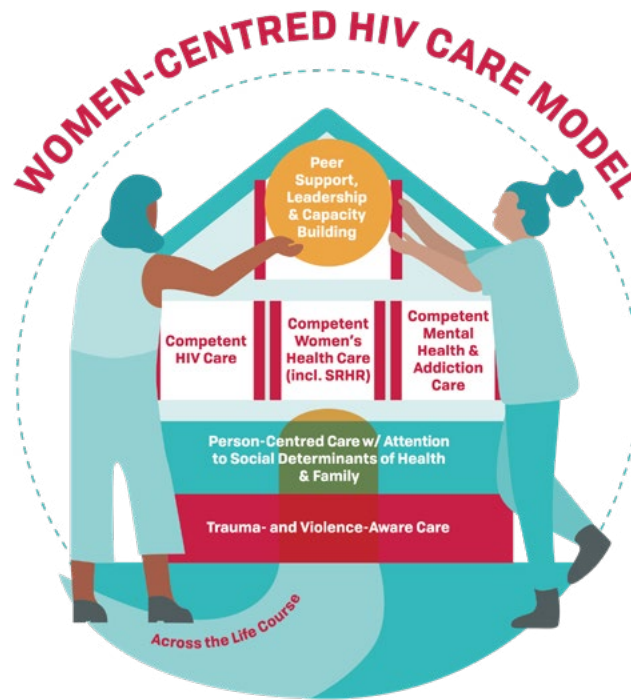 WOMEN-CENTRED HIV CARE MODEL
Peer
Support,
Leadership
& Capacity
Building
Competent
HIV Care
Competent
Women's
Health Care
(incl. SRHR)
Competent
Mental
Health &
Addiction
Care
Person-Centred Care w/ Attention
to Social Determinants of Health
& Family
Trauma- and Violence-Aware Care
Across the Life Course